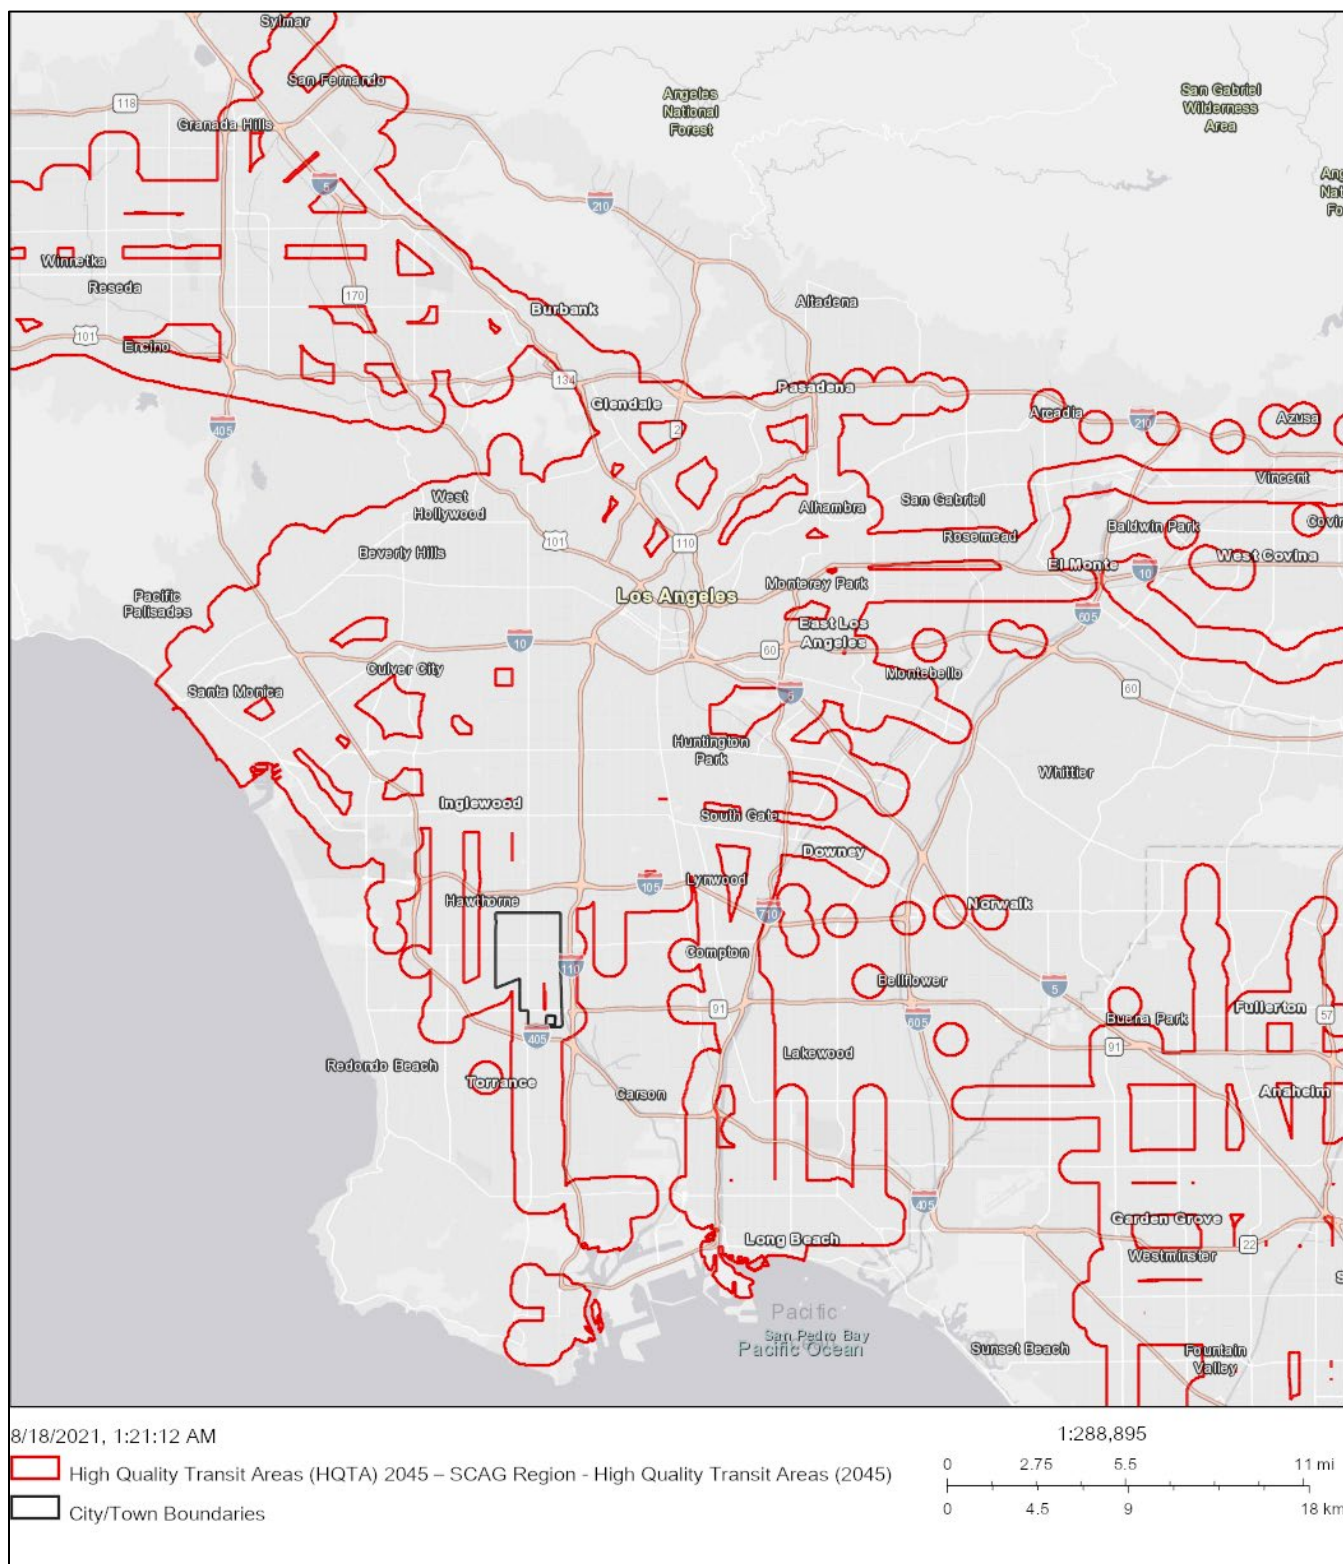 Sylmar
San Fernando
Angeles
National
Forest
San Gabriel
Wilderness
Area
118
Granada Hills
5
210
Winnetka
Reseda
170
Burbank
Altadena
101
Encino
134
Glendale
Pasadena
2
405
Arcadia
210
Azusa
West
Hollywood
Alhambra
San Gabriel
Vincent
Beverly Hills
101
110
Rosemead
Baldwin Park
West Covina
El Monte
10
Pacific
Palisades
Los Angeles
Monterey Park
East Los
Angeles
605
10
60
Culver City
Montebello
Santa Monica
5
60
Huntington
Park
Whittier
Inglewood
South Gate
Downey
105
Lynwood
Hawthorne
710
Norwalk
Compton
110
Bellflower
5
91
605
Fullerton
57
Buena Park
405
91
Redondo Beach
Torrance
Lakewood
Carson
Anaheim
405
Garden Grove
Long Beach
Westminster
22
Pacific
San Pedro Bay
Pacific Ocean
Sunset Beach
Fountain
Valley
8/18/2021, 1:21:12 AM
1:288,895
High Quality Transit Areas (HQTA) 2045 – SCAG Region - High Quality Transit Areas (2045)
City/Town Boundaries
0 2.75 5.5 11 mi
0 4.5 9 18 km